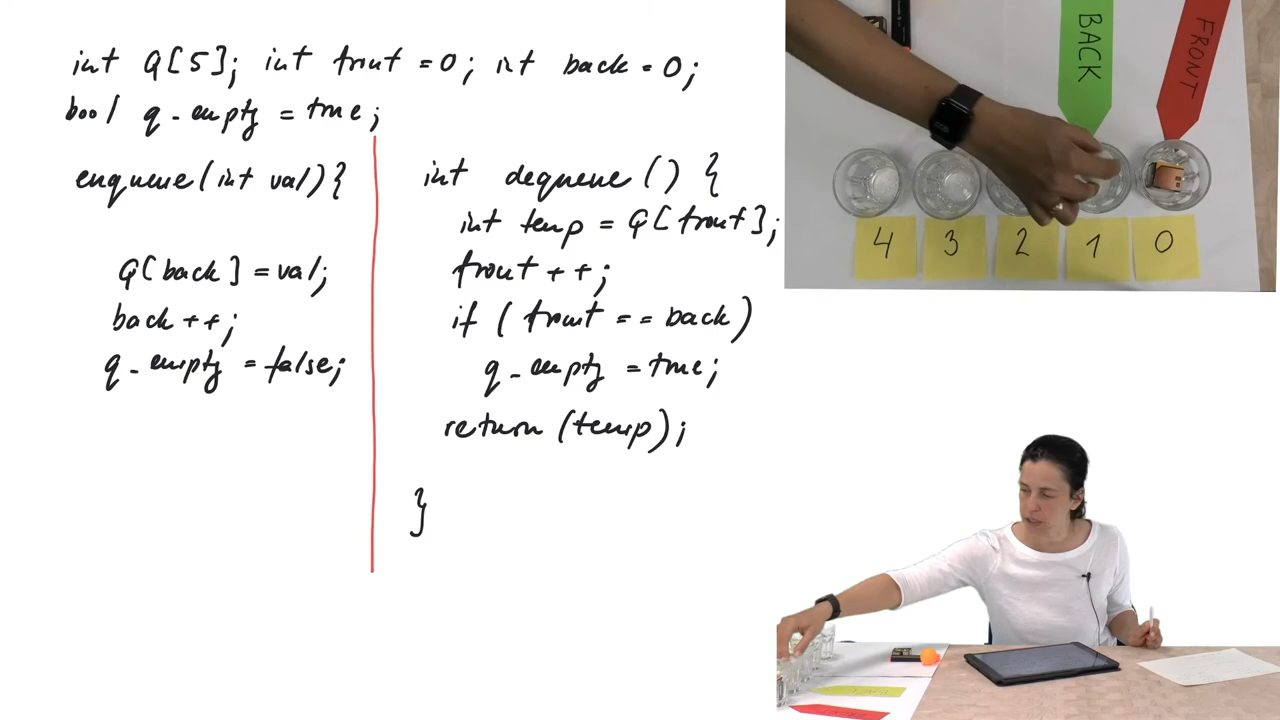 int Q[5]; int front = 0; int back = 0;
bool q_empty = true;
enqueue(int val){
Q[back] = val;
back++;
q_empty = false;
int dequeue () {
int temp = Q[front];
front++;
if (front == back)
q_empty = true;
return (temp);
}
BACK
FRONT
4 3 2 1 0
BACK
FRONT